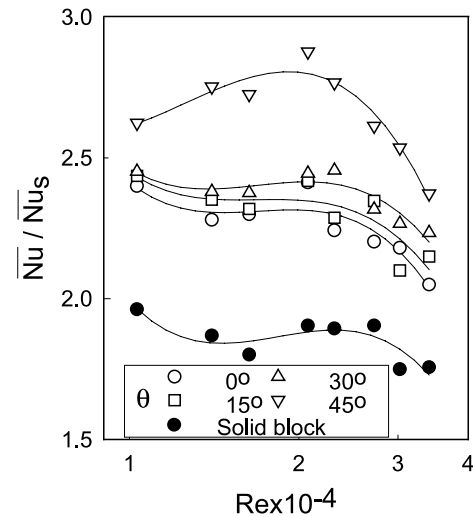 3.0
2.5
2.0
1.5
Nu / Nus
θ
0º
30º
15º
45º
Solid block
1
2
3
4
Rex10-4